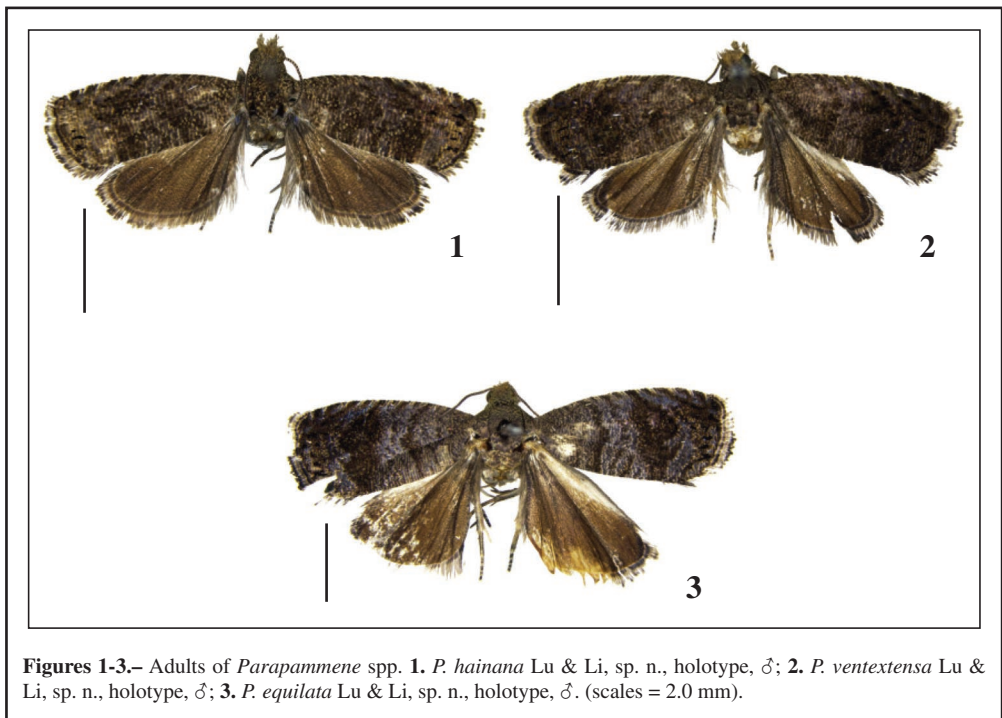 1
2
3
Figures 1-3.– Adults of Parapammene spp. 1. P. hainana Lu & Li, sp. n., holotype, ♂; 2. P. ventextensa Lu &
Li, sp. n., holotype, ♂; 3. P. equilata Lu & Li, sp. n., holotype, ♂. (scales = 2.0 mm).